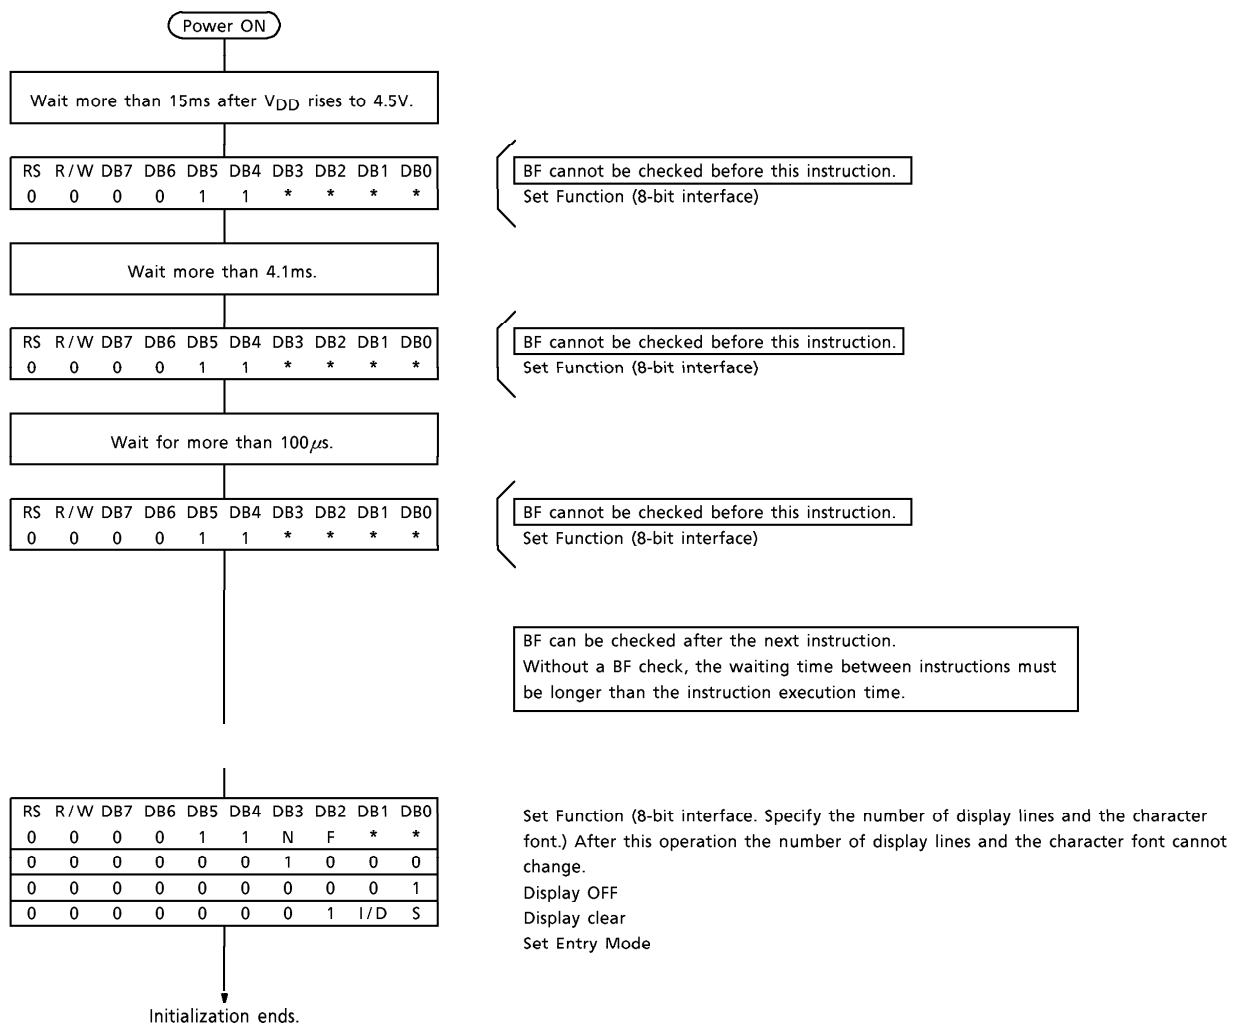 Power ON
Wait more than 15ms after VDD rises to 4.5V.
RS R/W DB7 DB6 DB5 DB4 DB3 DB2 DB1 DB0
0 0 0 0 1 1 * * * *
BF cannot be checked before this instruction.
Set Function (8-bit interface)
Wait more than 4.1ms.
RS R/W DB7 DB6 DB5 DB4 DB3 DB2 DB1 DB0
0 0 0 0 1 1 * * * *
BF cannot be checked before this instruction.
Set Function (8-bit interface)
Wait for more than 100μs.
RS R/W DB7 DB6 DB5 DB4 DB3 DB2 DB1 DB0
0 0 0 0 1 1 * * * *
BF cannot be checked before this instruction.
Set Function (8-bit interface)
BF can be checked after the next instruction.
Without a BF check, the waiting time between instructions must
be longer than the instruction execution time.
RS R/W DB7 DB6 DB5 DB4 DB3 DB2 DB1 DB0
0 0 0 0 1 1 N F * *
0 0 0 0 0 0 1 0 0 0
0 0 0 0 0 0 0 0 0 1
0 0 0 0 0 0 0 1 I/D S
Set Function (8-bit interface. Specify the number of display lines and the character
font.) After this operation the number of display lines and the character font cannot
change.
Display OFF
Display clear
Set Entry Mode
Initialization ends.